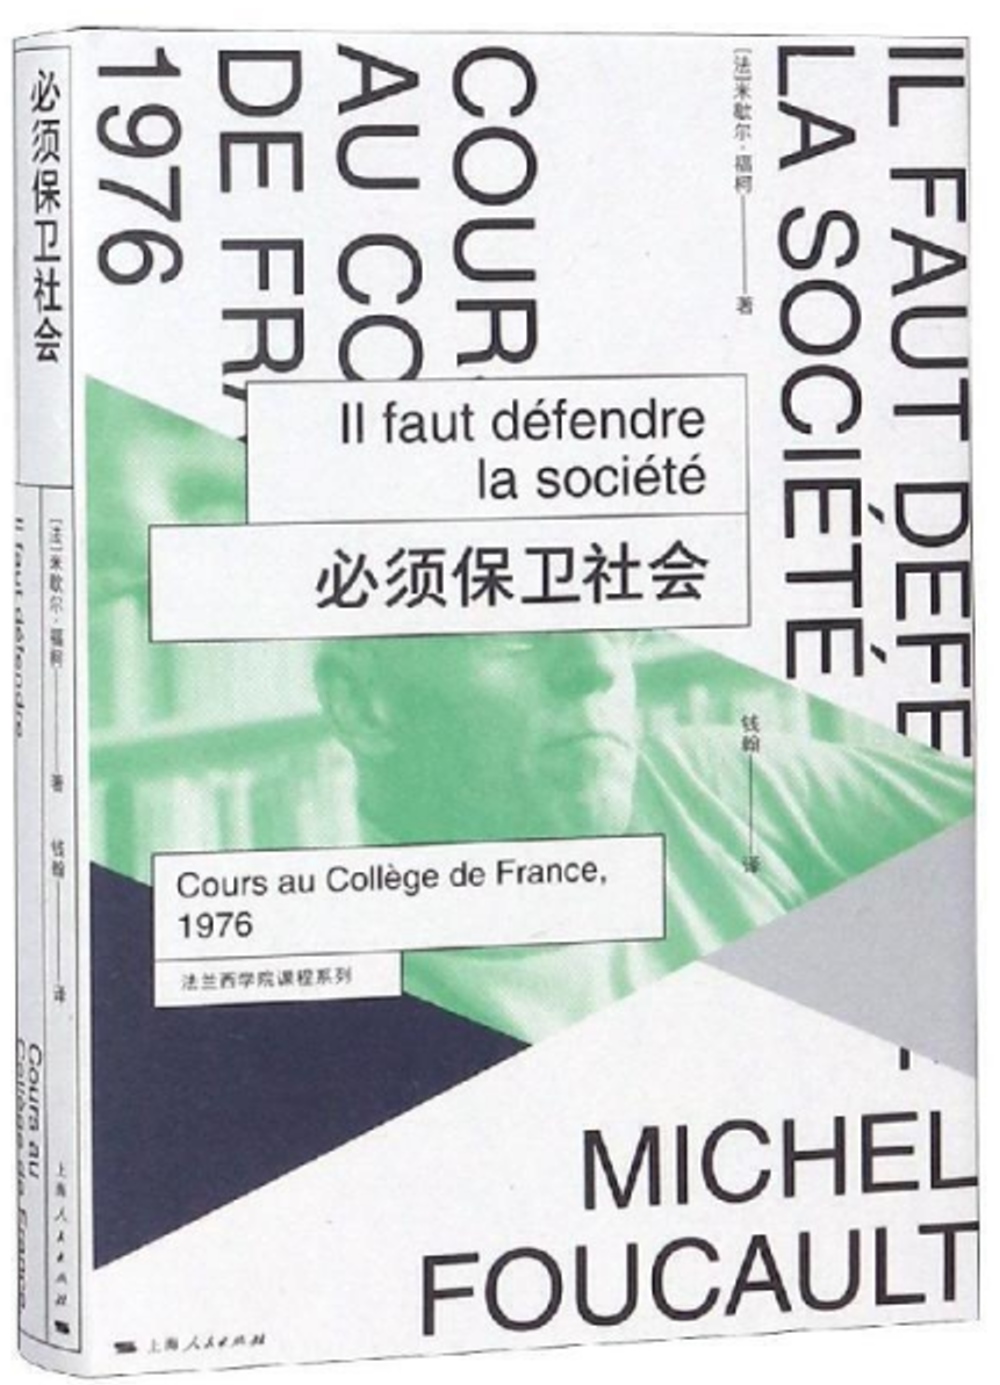 必须保卫社会
[法]米歇尔·福柯
著
钱翰
译
上海人民出版社
Il faut défendre
Cours au
Collège de France
IL FAUT DÉFE
LA SOCIÉTÉ
[法]米歇尔·福柯
著
COURS
AU CO
DE FRA
1976
Il faut défendre
la société
必须保卫社会
钱翰
译
Cours au Collège de France,
1976
法兰西学院课程系列
MICHEL
FOUCAULT
上海人民出版社